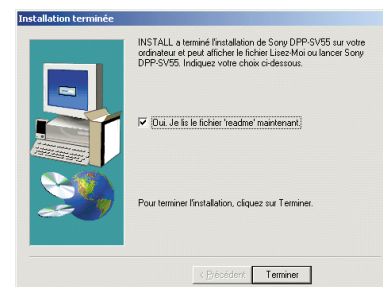 Installation terminée
INSTALL a terminé l'installation de Sony DPP-SV55 sur votre
ordinateur et peut afficher le fichier Lisez-Moi ou lancer Sony
DPP-SV55. Indiquez votre choix ci-dessous.
Oui. Je lis le fichier 'readme' maintenant.
Pour terminer l'installation, cliquez sur Terminer.
< Précédent
Terminer